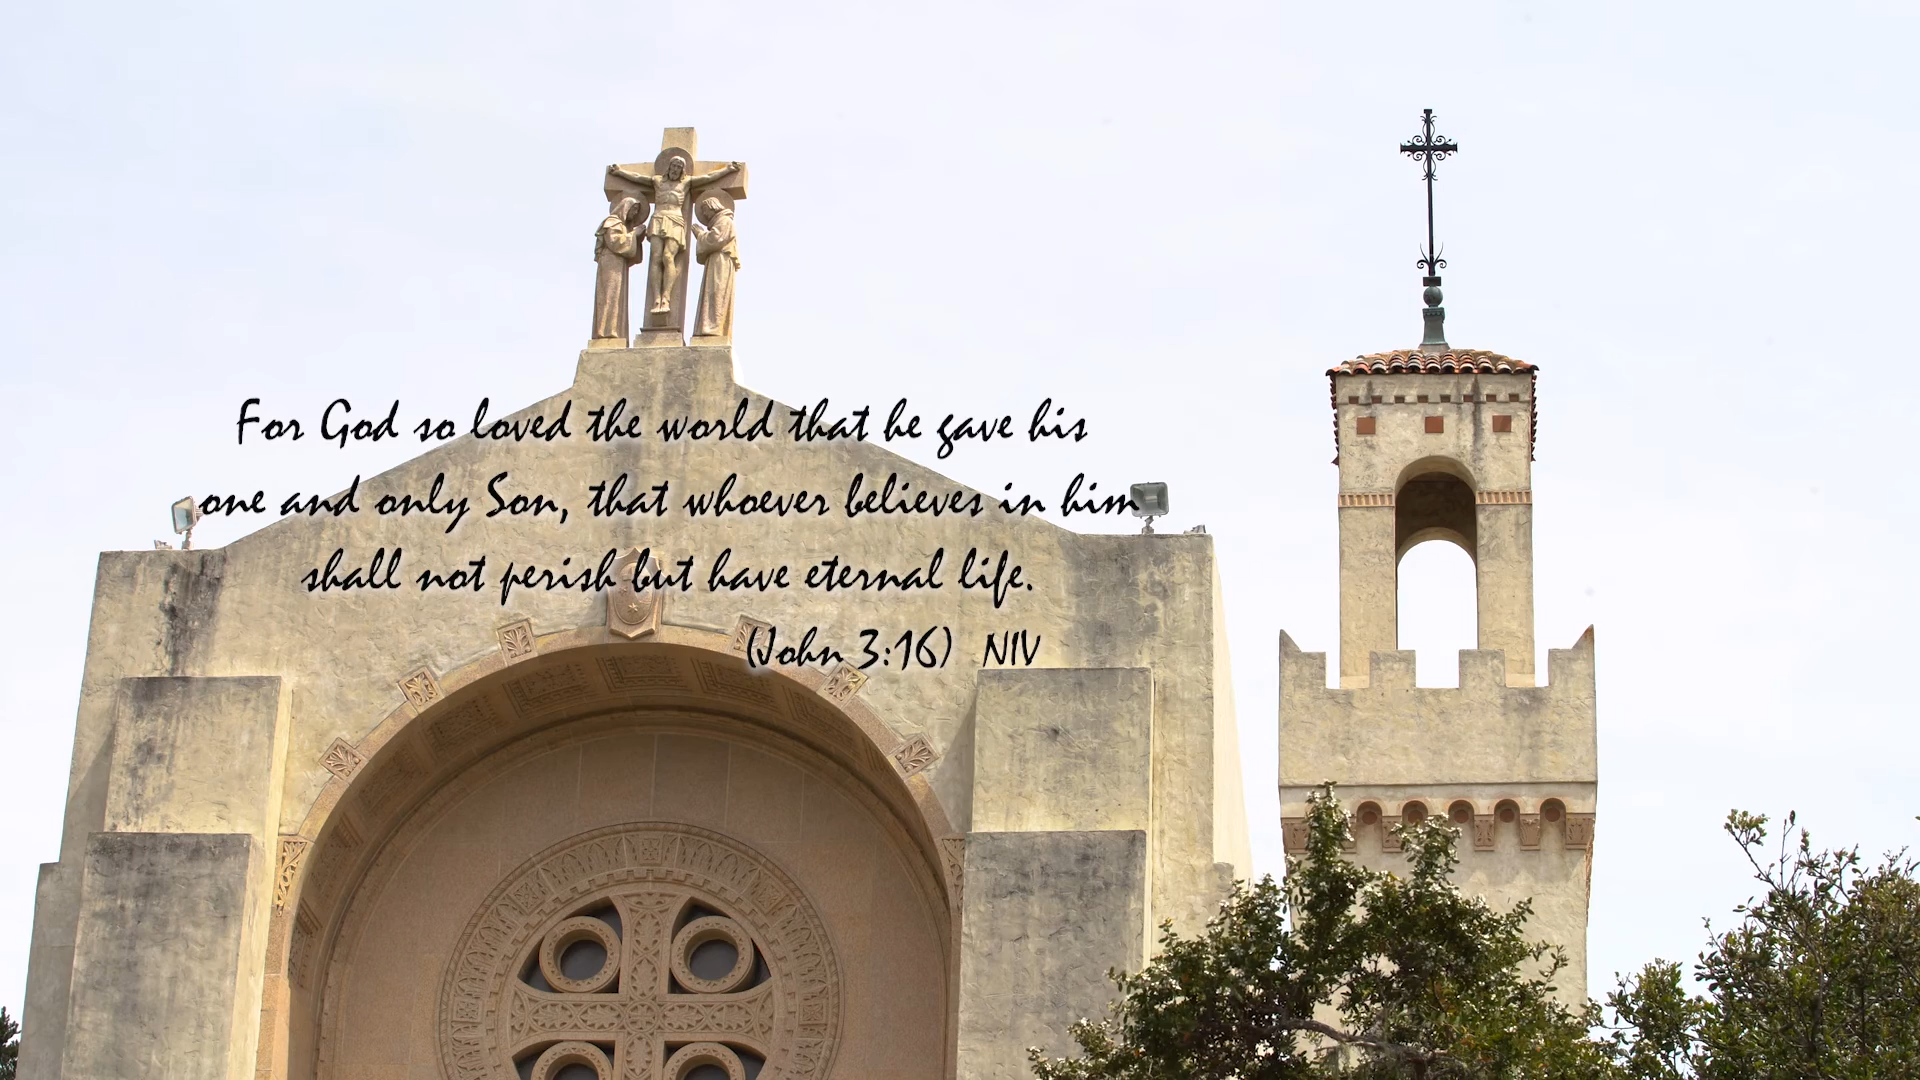 For God so loved the world that he gave his
one and only Son, that whoever believes in him
shall not perish but have eternal life.
(John 3:16) NIV